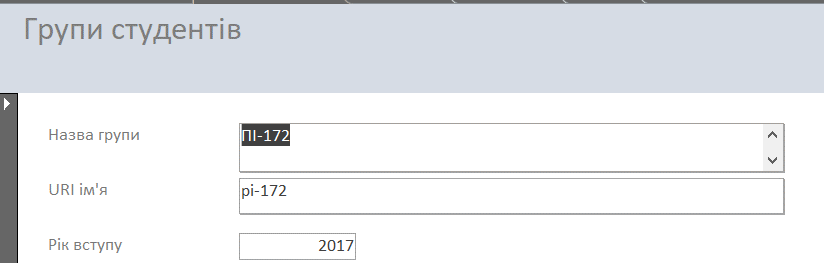 Групи студентів
Назва групи ПІ-172
URI ім'я pi-172
Рік вступу 2017